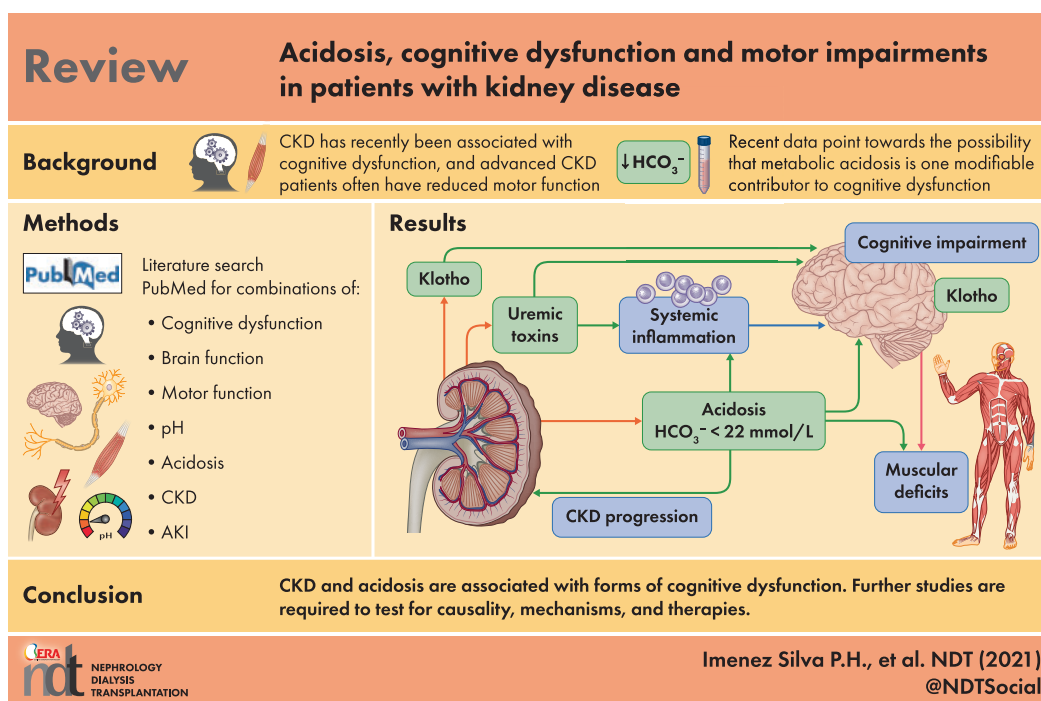 Review
Acidosis, cognitive dysfunction and motor impairments
in patients with kidney disease
Background
CKD has recently been associated with
cognitive dysfunction, and advanced CKD
patients often have reduced motor function
↓HCO₃⁻
Recent data point towards the possibility
that metabolic acidosis is one modifiable
contributor to cognitive dysfunction
Methods
PubMed
Literature search
PubMed for combinations of:
• Cognitive dysfunction
• Brain function
• Motor function
• pH
• Acidosis
• CKD
• AKI
pH
Results
Klotho
Uremic
toxins
Systemic
inflammation
Cognitive impairment
Klotho
Acidosis
HCO₃⁻ < 22 mmol/L
Muscular
deficits
CKD progression
Conclusion
CKD and acidosis are associated with forms of cognitive dysfunction. Further studies are
required to test for causality, mechanisms, and therapies.
ERA
ndt
NEPHROLOGY
DIALYSIS
TRANSPLANTATION
Imenez Silva P.H., et al. NDT (2021)
@NDTSocial